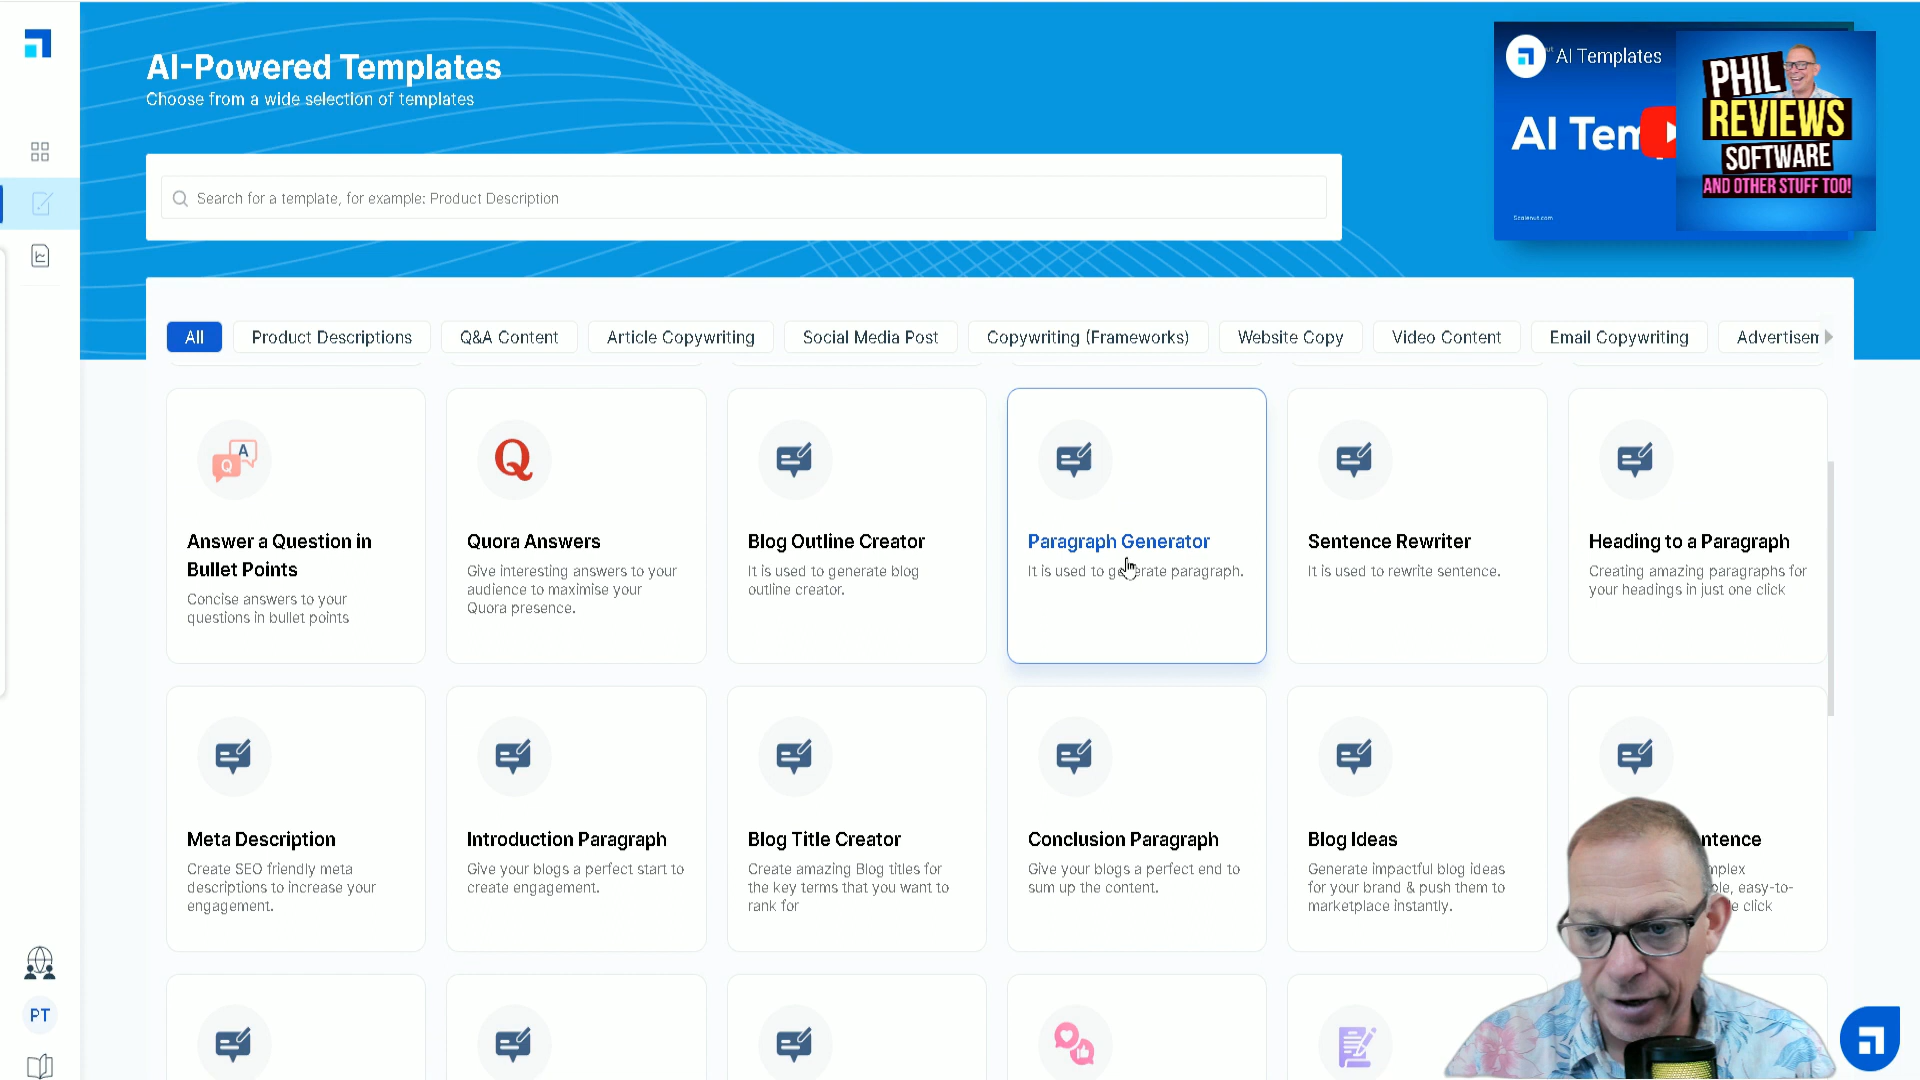 AI-Powered Templates
Choose from a wide selection of templates
Search for a template, for example: Product Description
AI Templates
AI Tem
Scalenut.com
PHIL
REVIEWS
SOFTWARE
AND OTHER STUFF TOO!
All
Product Descriptions
Q&A Content
Article Copywriting
Social Media Post
Copywriting (Frameworks)
Website Copy
Video Content
Email Copywriting
Advertisem
A
Q
Answer a Question in
Bullet Points
Concise answers to your
questions in bullet points
Q
Quora Answers
Give interesting answers to your
audience to maximise your
Quora presence.
Blog Outline Creator
It is used to generate blog
outline creator.
Paragraph Generator
It is used to generate paragraph.
Sentence Rewriter
It is used to rewrite sentence.
Heading to a Paragraph
Creating amazing paragraphs for
your headings in just one click
Meta Description
Create SEO friendly meta
descriptions to increase your
engagement.
Introduction Paragraph
Give your blogs a perfect start to
create engagement.
Blog Title Creator
Create amazing Blog titles for
the key terms that you want to
rank for
Conclusion Paragraph
Give your blogs a perfect end to
sum up the content.
Blog Ideas
Generate impactful blog ideas
for your brand & push them to
marketplace instantly.
ntence
mplex
ple, easy-to-
e click
PT